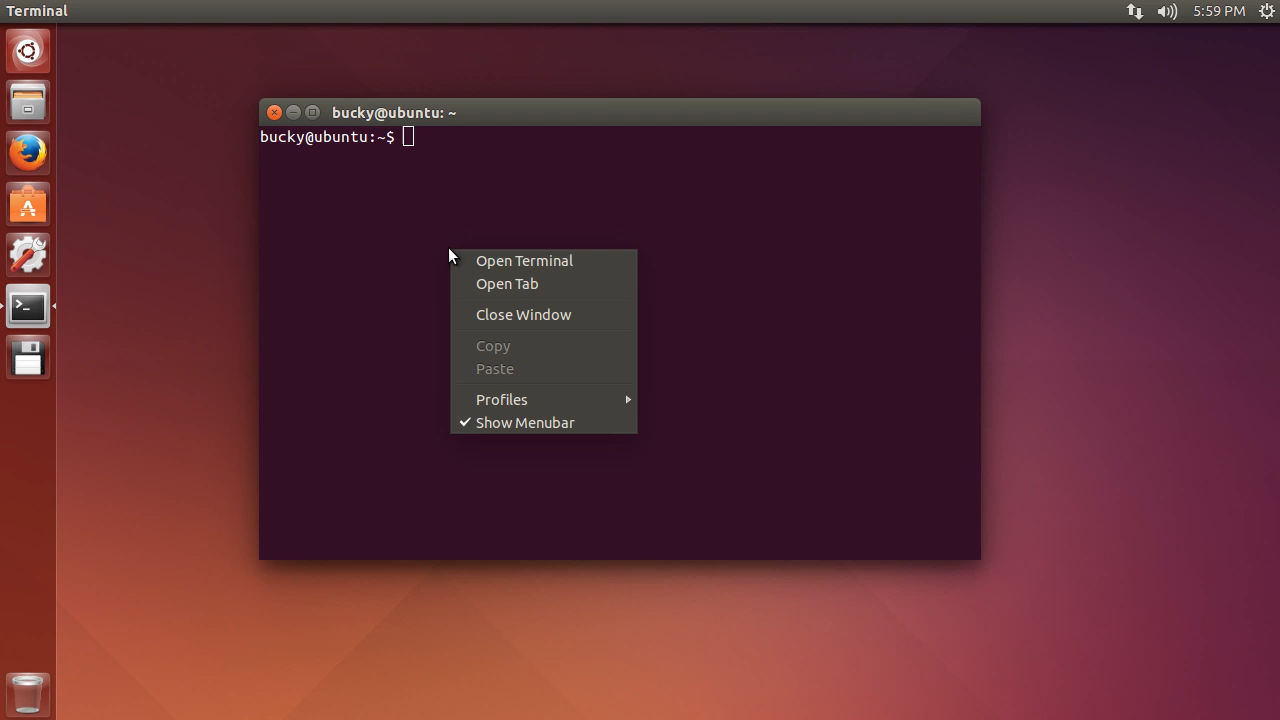 Terminal
5:59 PM
bucky@ubuntu: ~
bucky@ubuntu:~$
Open Terminal
Open Tab
Close Window
Copy
Paste
Profiles
Show Menubar